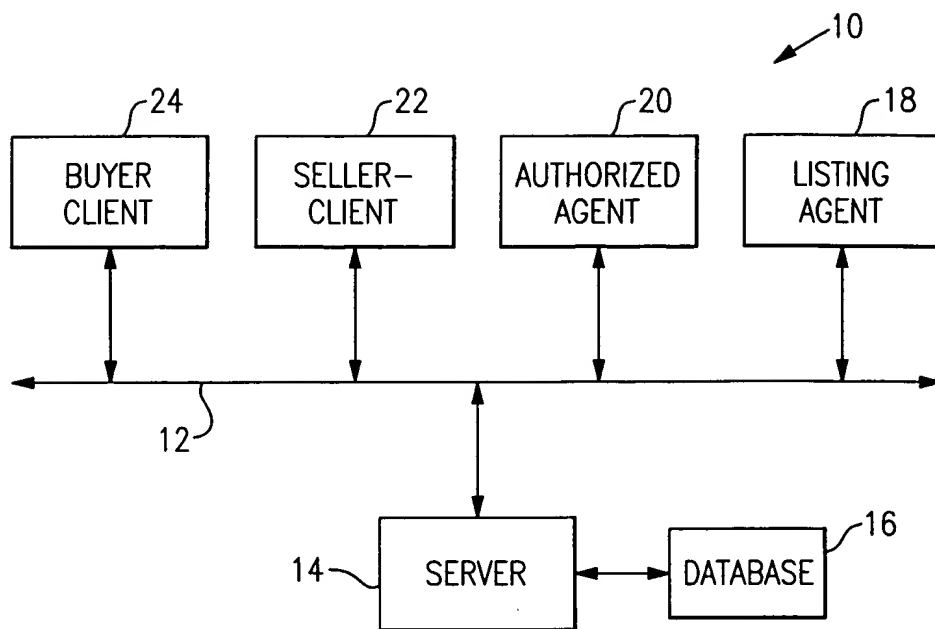 10
24
22
20
18
BUYER
CLIENT
SELLER-
CLIENT
AUTHORIZED
AGENT
LISTING
AGENT
12
14
SERVER
16
DATABASE